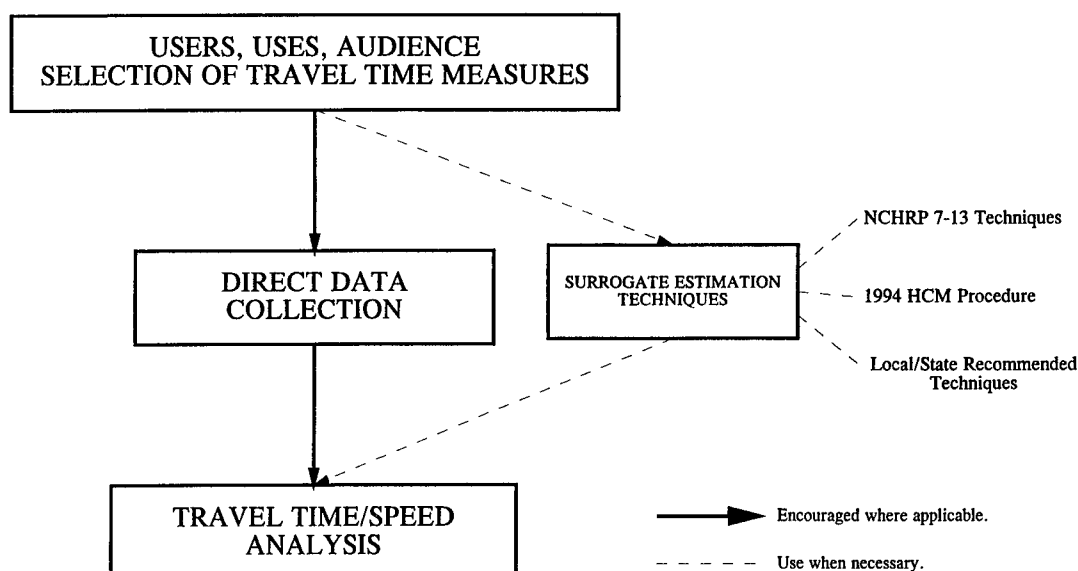 USERS, USES, AUDIENCE
SELECTION OF TRAVEL TIME MEASURES
NCHRP 7-13 Techniques
DIRECT DATA
COLLECTION
SURROGATE ESTIMATION
TECHNIQUES
1994 HCM Procedure
Local/State Recommended
Techniques
TRAVEL TIME/SPEED
ANALYSIS
Encouraged where applicable.
Use when necessary.